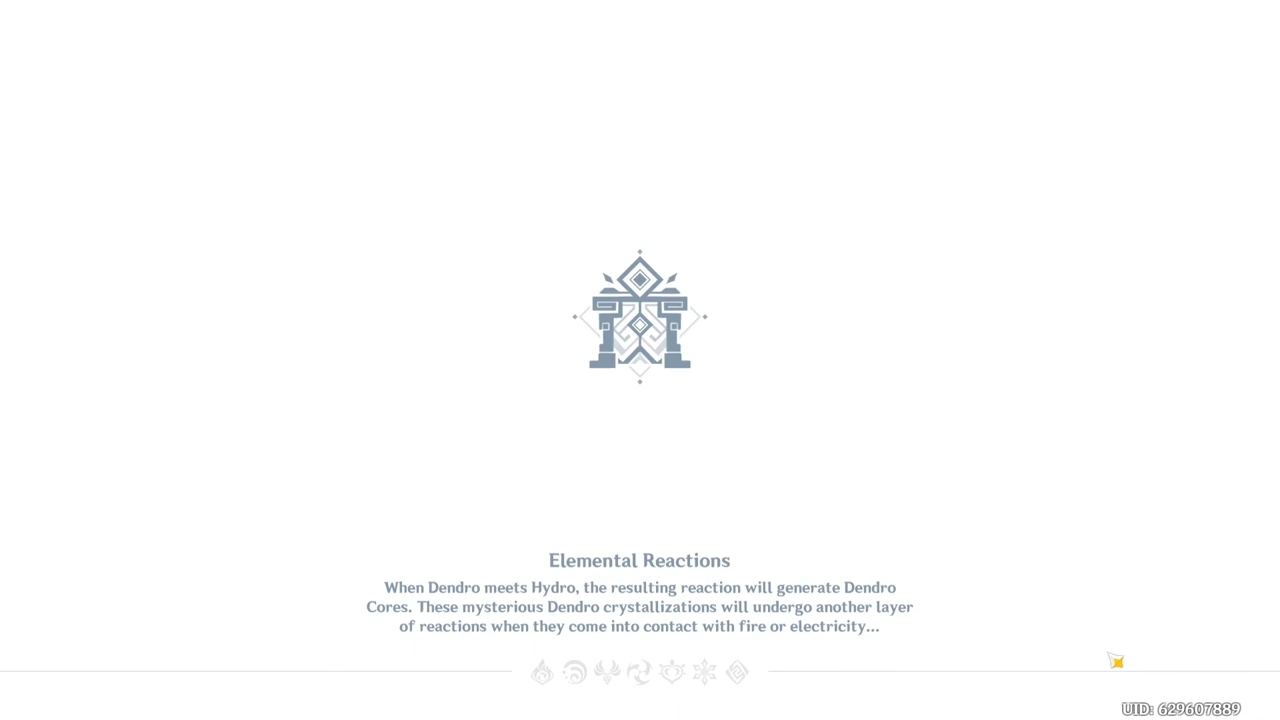 Elemental Reactions
When Dendro meets Hydro, the resulting reaction will generate Dendro
Cores. These mysterious Dendro crystallizations will undergo another layer
of reactions when they come into contact with fire or electricity...
UID: 629607889